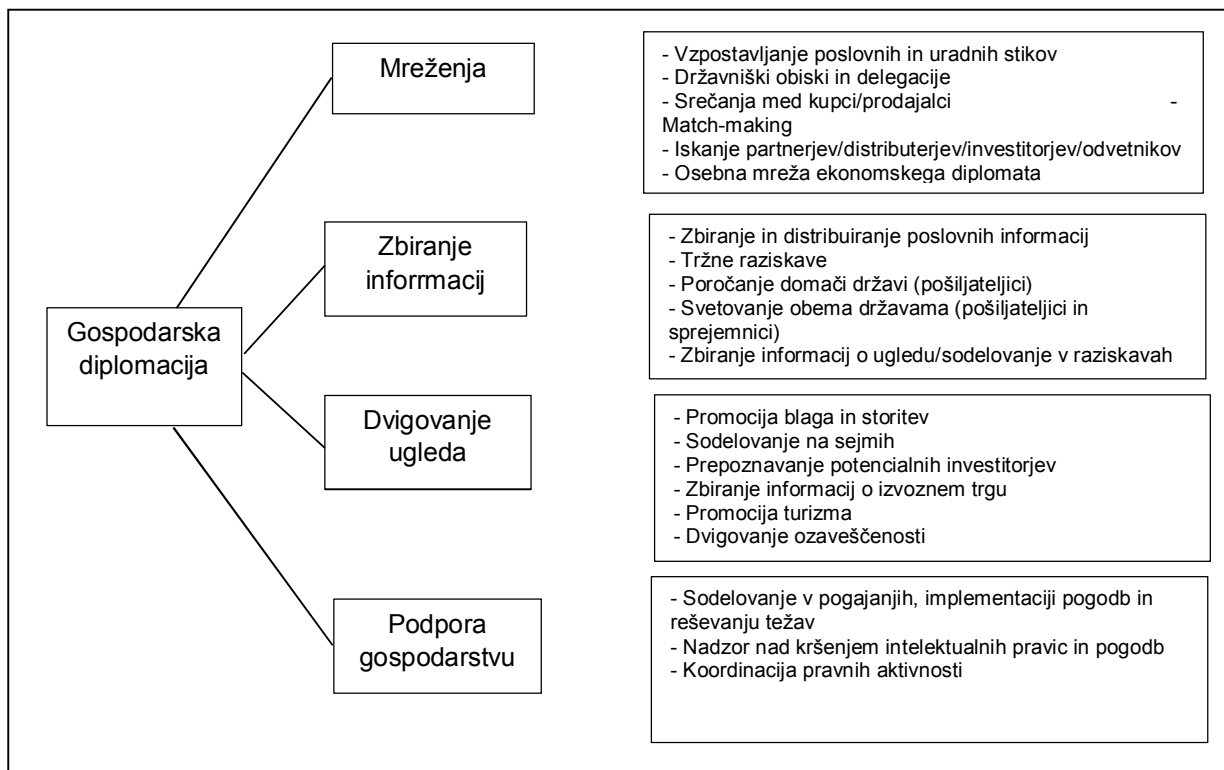 Mreženja
- Vzpostavljanje poslovnih in uradnih stikov
- Državniški obiski in delegacije
- Srečanja med kupci/prodajalci -
Match-making
- Iskanje partnerjev/distributerjev/investitorjev/odvetnikov
- Osebna mreža ekonomskega diplomata
Zbiranje
inforrmacij
- Zbiranje in distribuiranje poslovnih informacij
- Tržne raziskave
- Poročanje domači državi (pošiljateljici)
- Svetovanje obema državama (pošiljateljici in
sprejemnici)
- Zbiranje informacij o ugledu/sodelovanje v raziskavah
Gospodarska
diplomacija
Dvigovanje
ugleda
- Promocija blaga in storitev
- Sodelovanje na sejmih
- Prepoznavanje potencialnih investitorjev
- Zbiranje informacij o izvoznem trgu
- Promocija turizma
- Dvigovanje ozaveščenosti
Podpora
gospodarstvu
- Sodelovanje v pogajanjih, implementaciji pogodb in
reševanju težav
- Nadzor nad kršenjem intelektualnih pravic in pogodb
- Koordinacija pravnih aktivnosti